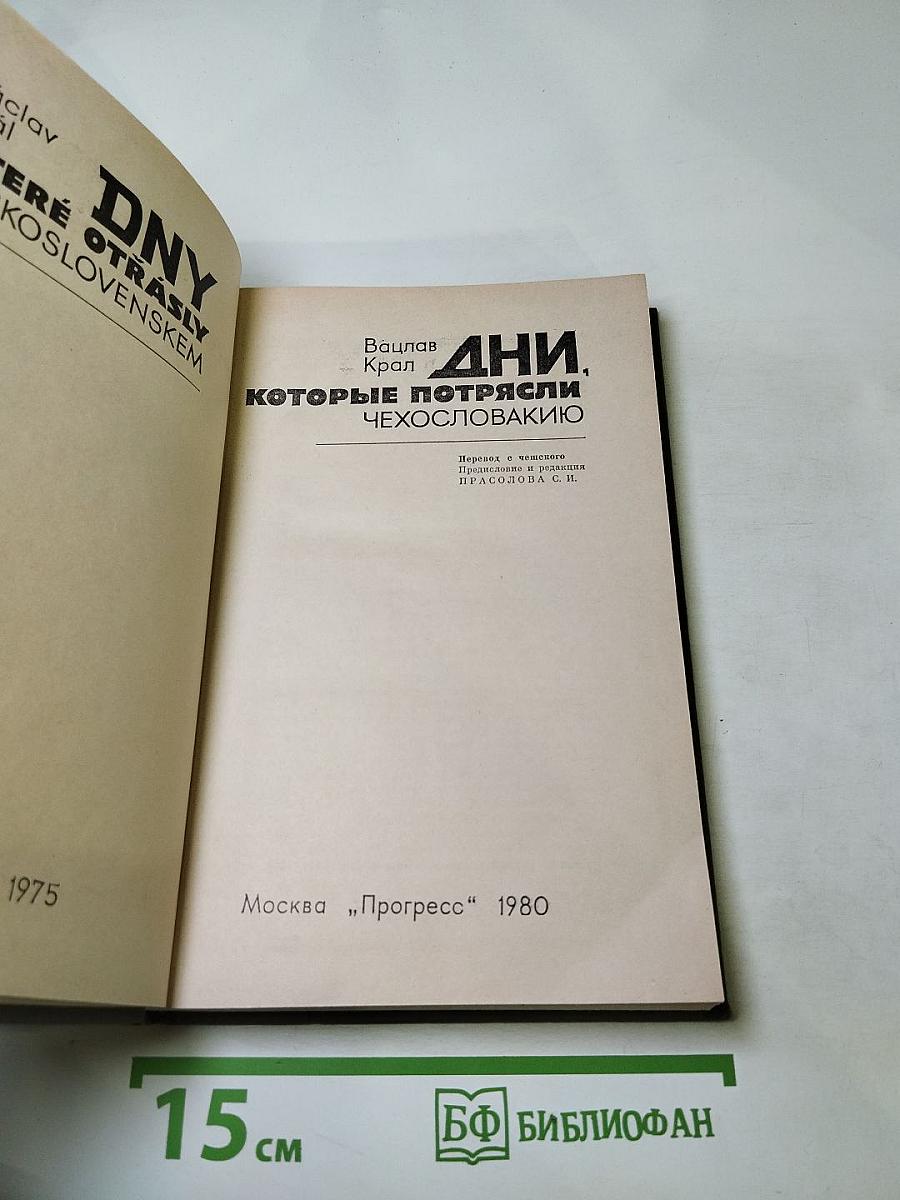 DNY
OTŘÁSLY
1975
Вацлав
Крал
ДНИ,
КОТОРЫЕ ПОТРЯСЛИ
ЧЕХОСЛОВАКИЮ
Перевод с чешского
Предисловие и редакция
ПРАСОЛОВА С. И.
Москва „Прогресс“ 1980
15 см
БФ БИБЛИОФАН